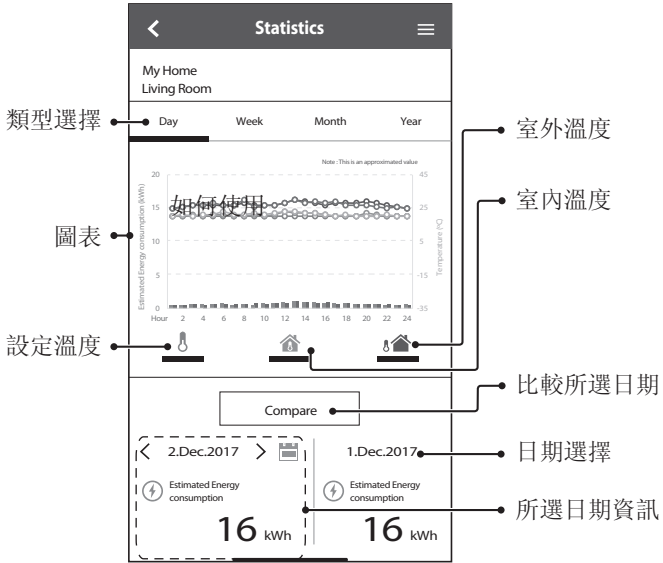 Statistics
My Home
Living Room
類型選擇
Day Week Month Year
室外溫度
Note : This is an approximated value
室內溫度
圖表
Estimated Energy consumption (kWh)
20
15
10
5
0
如何使用
45
25
5
-15
-35
Temperature (ºC)
Hour 2 4 6 8 10 12 14 16 18 20 22 24
設定溫度
比較所選日期
Compare
2.Dec.2017
1.Dec.2017
日期選擇
Estimated Energy
consumption
16 kWh
Estimated Energy
consumption
16 kWh
所選日期資訊